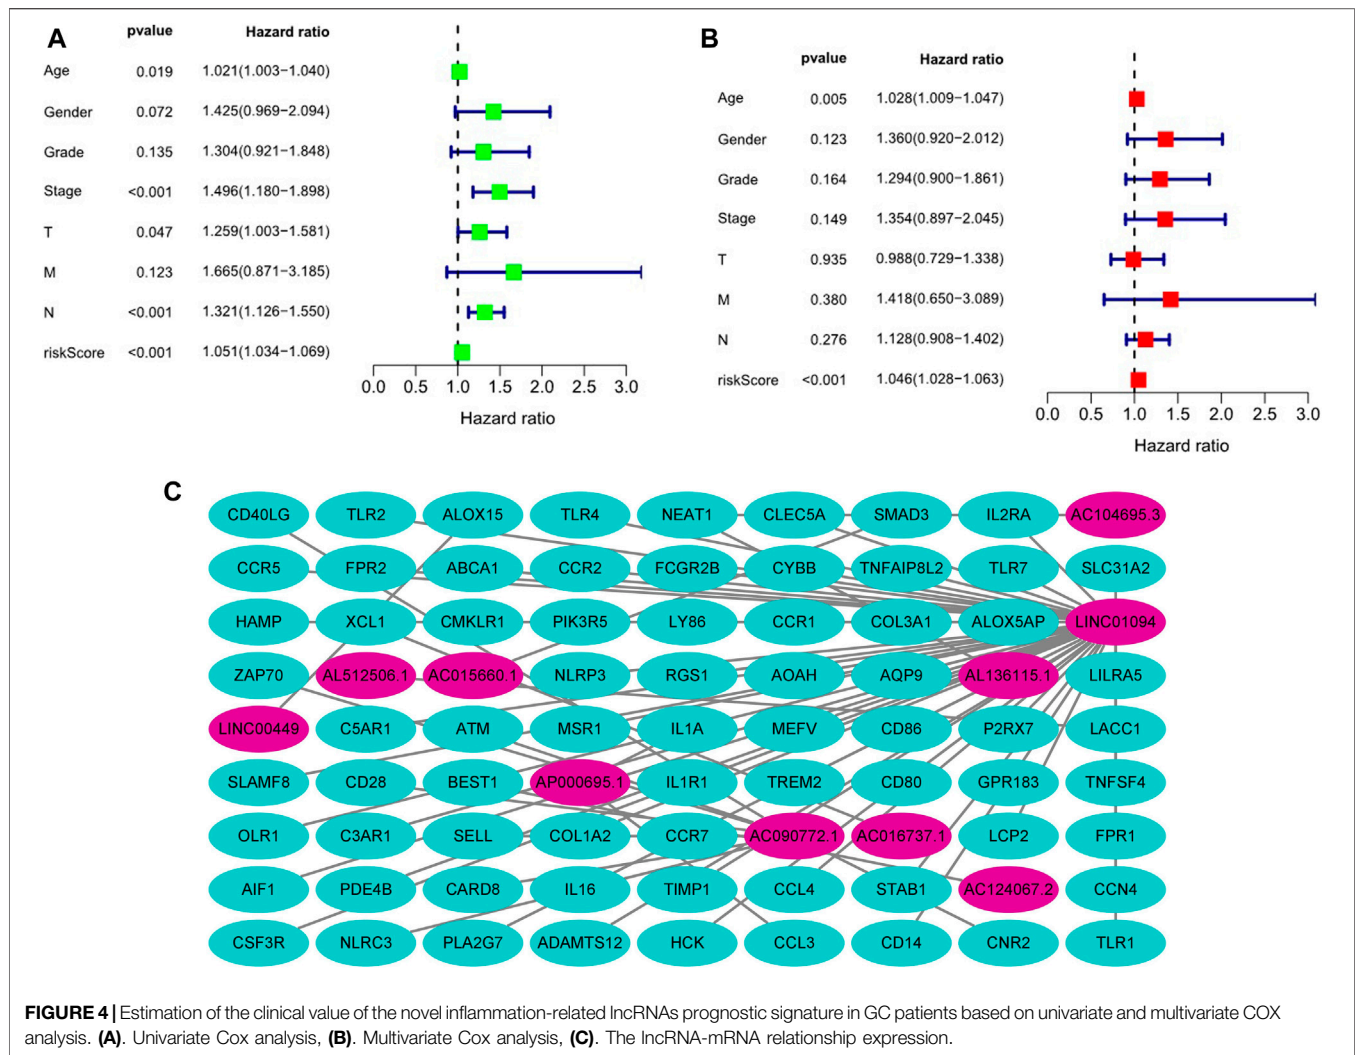 A
pvalue Hazard ratio
Age 0.019 1.021(1.003−1.040)
Gender 0.072 1.425(0.969−2.094)
Grade 0.135 1.304(0.921−1.848)
Stage <0.001 1.496(1.180−1.898)
T 0.047 1.259(1.003−1.581)
M 0.123 1.665(0.871−3.185)
N <0.001 1.321(1.126−1.550)
riskScore <0.001 1.051(1.034−1.069)
0.0 0.5 1.0 1.5 2.0 2.5 3.0
Hazard ratio
B
pvalue Hazard ratio
Age 0.005 1.028(1.009−1.047)
Gender 0.123 1.360(0.920−2.012)
Grade 0.164 1.294(0.900−1.861)
Stage 0.149 1.354(0.897−2.045)
T 0.935 0.988(0.729−1.338)
M 0.380 1.418(0.650−3.089)
N 0.276 1.128(0.908−1.402)
riskScore <0.001 1.046(1.028−1.063)
0.0 0.5 1.0 1.5 2.0 2.5 3.0
Hazard ratio
C
CD40LG TLR2 ALOX15 TLR4 NEAT1 CLEC5A SMAD3 IL2RA AC104695.3
CCR5 FPR2 ABCA1 CCR2 FCGR2B CYBB TNFAIP8L2 TLR7 SLC31A2
HAMP XCL1 CMKLR1 PIK3R5 LY86 CCR1 COL3A1 ALOX5AP LINC01094
ZAP70 AL512506.1 AC015660.1 NLRP3 RGS1 AOAH AQP9 AL136115.1 LILRA5
LINC00449 C5AR1 ATM MSR1 IL1A MEFV CD86 P2RX7 LACC1
SLAMF8 CD28 BEST1 AP000695.1 IL1R1 TREM2 CD80 GPR183 TNFSF4
OLR1 C3AR1 SELL COL1A2 CCR7 AC090772.1 AC016737.1 LCP2 FPR1
AIF1 PDE4B CARD8 IL16 TIMP1 CCL4 STAB1 AC124067.2 CCN4
CSF3R NLRC3 PLA2G7 ADAMTS12 HCK CCL3 CD14 CNR2 TLR1
FIGURE 4 | Estimation of the clinical value of the novel inflammation-related lncRNAs prognostic signature in GC patients based on univariate and multivariate COX
analysis. (A). Univariate Cox analysis, (B). Multivariate Cox analysis, (C). The lncRNA-mRNA relationship expression.